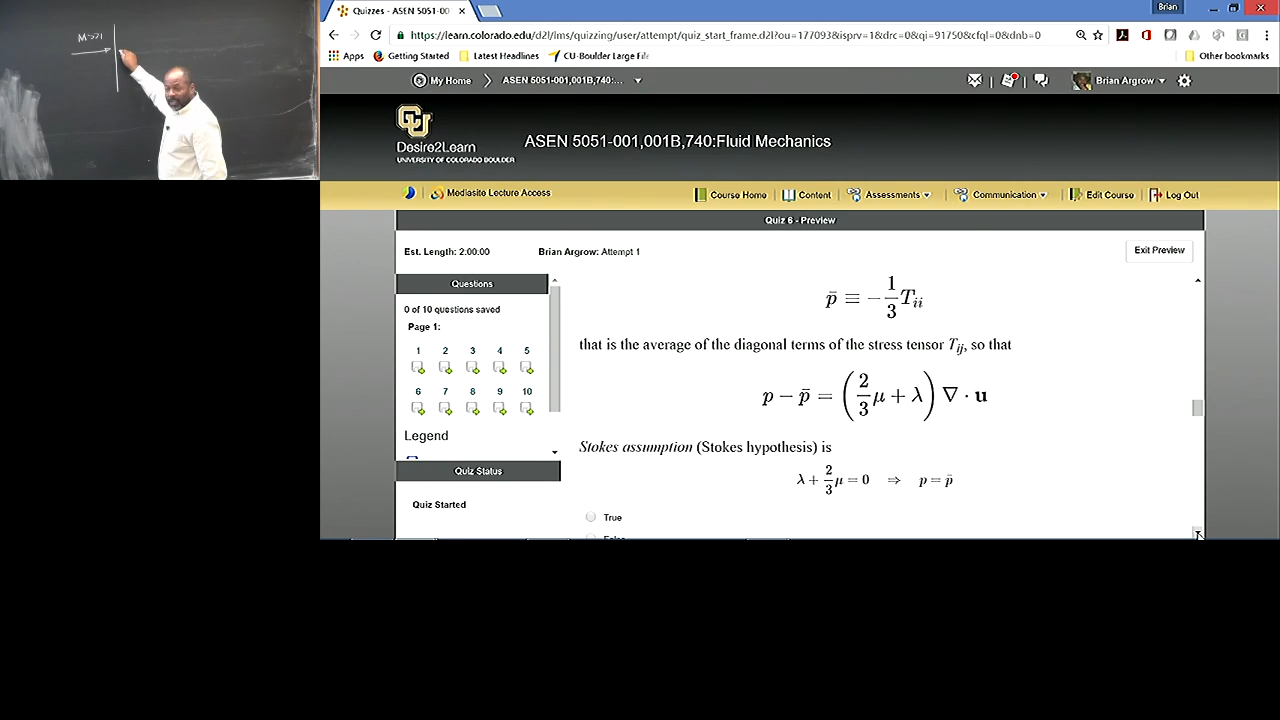 M>>1
Quizzes - ASEN 5051-00
Brian
https://learn.colorado.edu/d2l/lms/quizzing/user/attempt/quiz_start_frame.d2l?ou=177093&isprv=1&drc=0&qi=91750&cfql=0&dnb=0
Apps Getting Started Latest Headlines CU-Boulder Large File Other bookmarks
My Home ASEN 5051-001,001B,740:... Brian Argrow
CU
Desire2Learn
UNIVERSITY OF COLORADO BOULDER
ASEN 5051-001,001B,740:Fluid Mechanics
Mediasite Lecture Access Course Home Content Assessments Communication Edit Course Log Out
Quiz 6 - Preview
Est. Length: 2:00:00 Brian Argrow: Attempt 1 Exit Preview
Questions
0 of 10 questions saved
Page 1:
1 2 3 4 5
6 7 8 9 10
Legend
Quiz Status
Quiz Started
p̄ ≡ −1/3 T_ii
that is the average of the diagonal terms of the stress tensor T_ij, so that
p − p̄ = (2/3 μ + λ) ∇ · u
Stokes assumption (Stokes hypothesis) is
λ + 2/3 μ = 0 ⇒ p = p̄
True
False